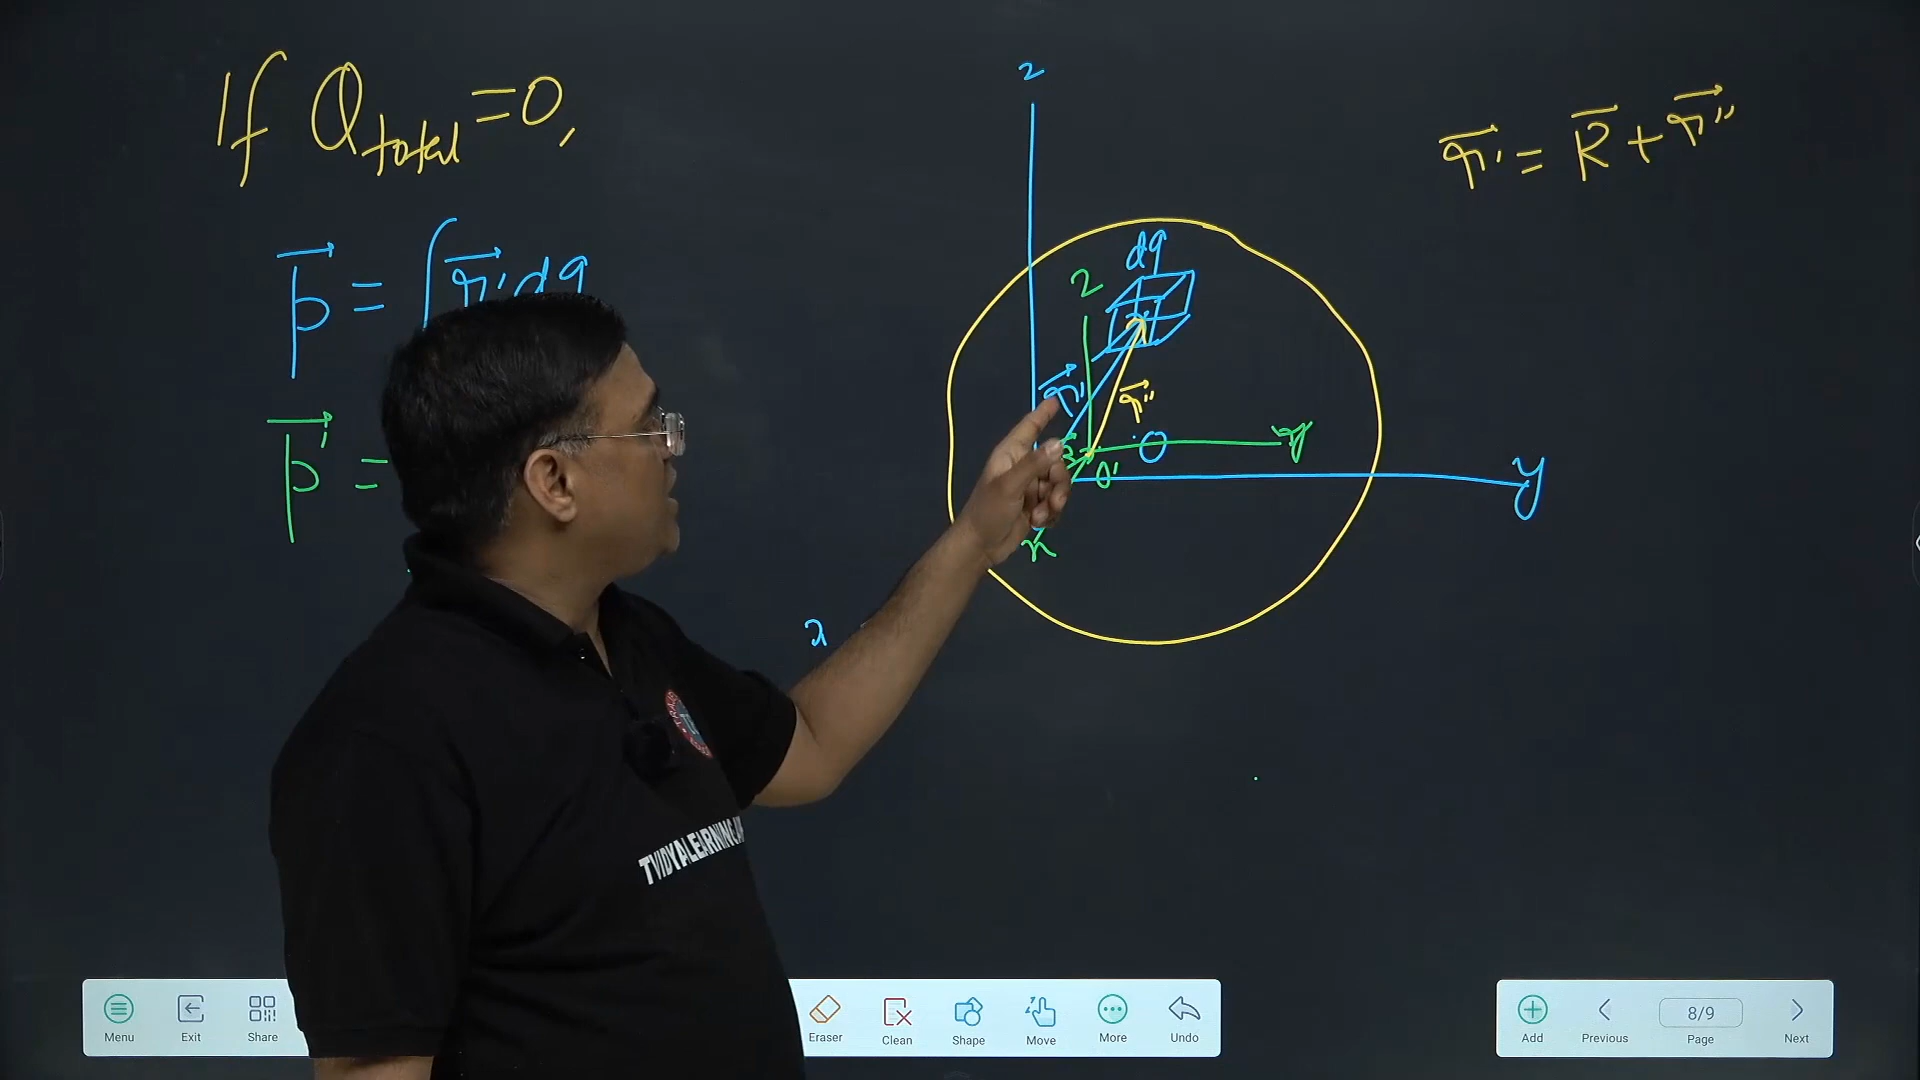 If Q_total = 0,
z
r⃗' = R⃗ + r⃗''
p⃗ = ∫ r⃗' dq
dq
z
r⃗'
r⃗''
p⃗' =
O
y
O'
y
x
x
TVIDYALEARNING
Menu Exit Share Eraser Clean Shape Move More Undo Add Previous 8/9 Page Next